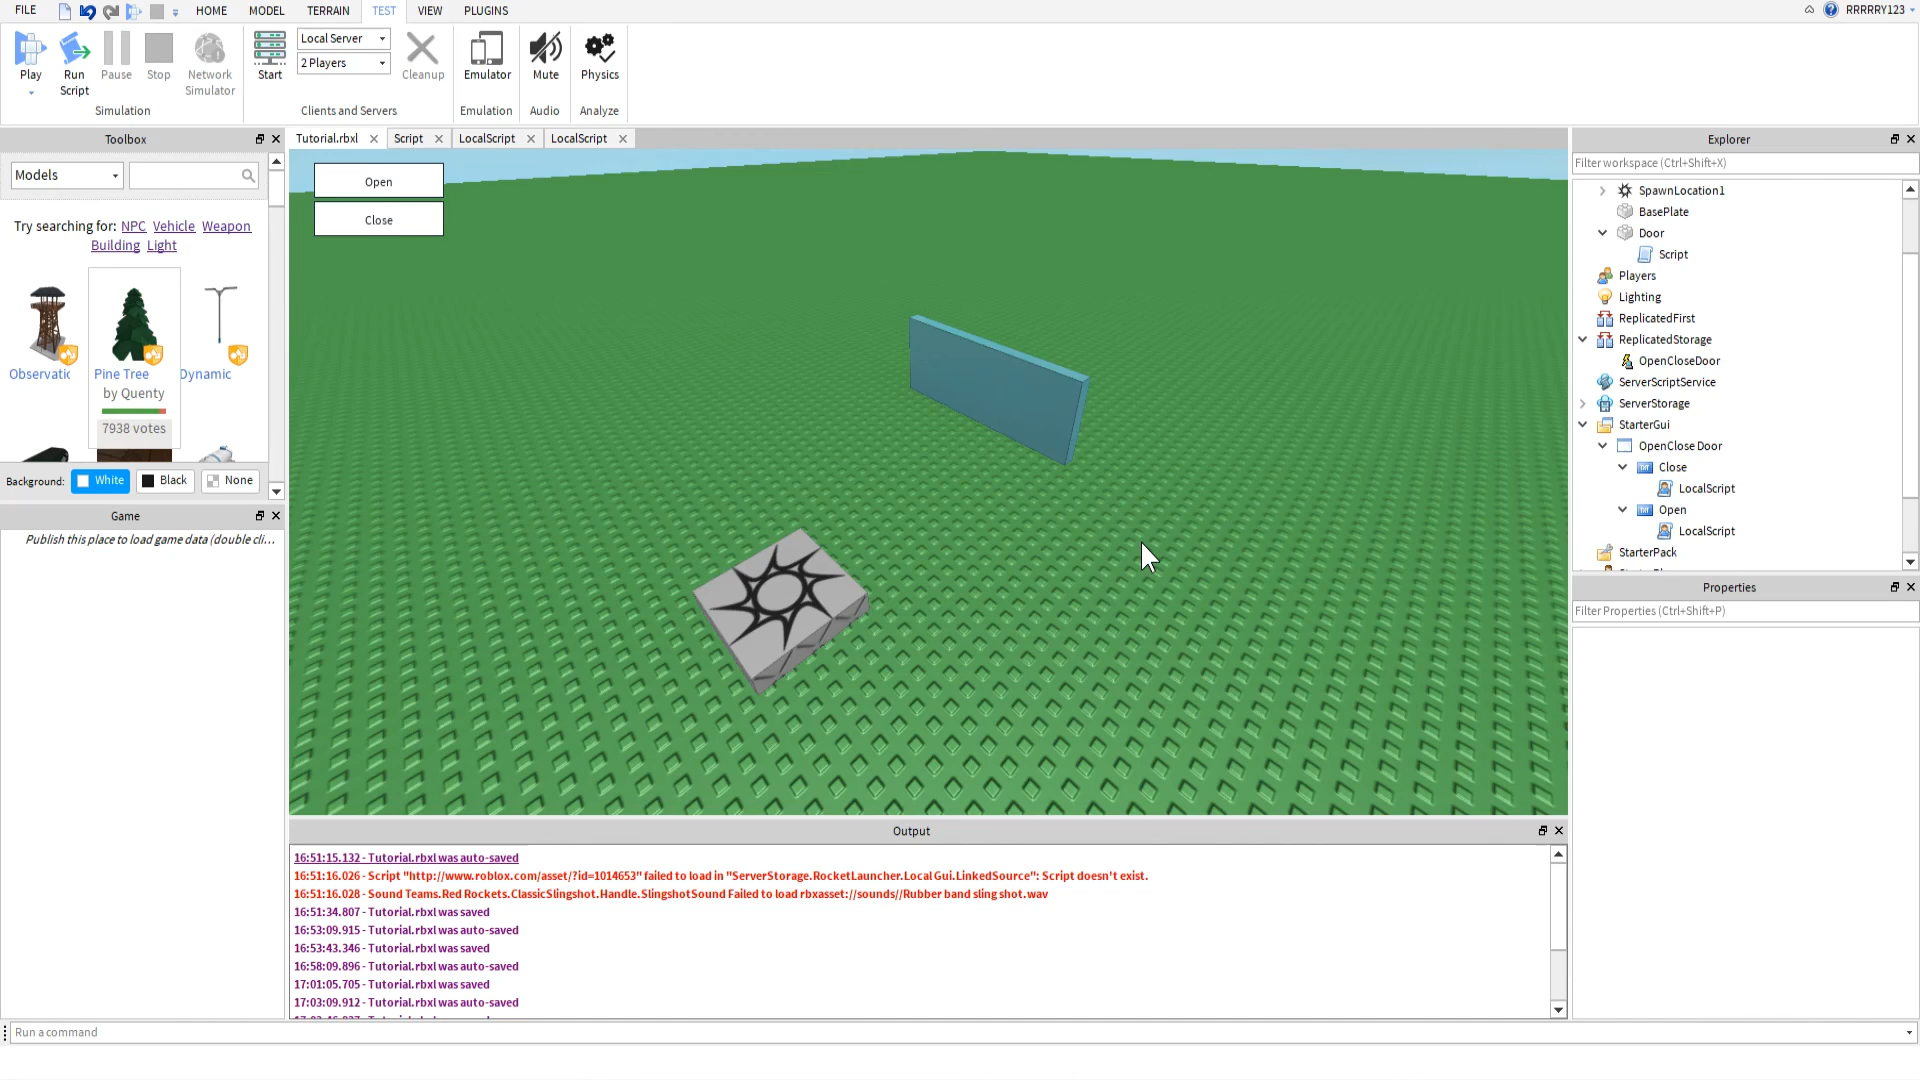 FILE HOME MODEL TERRAIN TEST VIEW PLUGINS RRRRRY123
Play Run Script Pause Stop Network Simulator
Simulation
Start Local Server 2 Players Cleanup
Clients and Servers
Emulator
Emulation
Mute
Audio
Physics
Analyze
Toolbox
Models
Try searching for: NPC Vehicle Weapon
Building Light
Observatic Pine Tree Dynamic
by Quenty
7938 votes
Background: White Black None
Game
Publish this place to load game data (double cli...
Tutorial.rbxl Script LocalScript LocalScript
Open
Close
Output
16:51:15.132 - Tutorial.rbxl was auto-saved
16:51:16.026 - Script "http://www.roblox.com/asset/?id=1014653" failed to load in "ServerStorage.RocketLauncher.Local Gui.LinkedSource": Script doesn't exist.
16:51:16.028 - Sound Teams.Red Rockets.ClassicSlingshot.Handle.SlingshotSound Failed to load rbxasset://sounds//Rubber band sling shot.wav
16:51:34.807 - Tutorial.rbxl was saved
16:53:09.915 - Tutorial.rbxl was auto-saved
16:53:43.346 - Tutorial.rbxl was saved
16:58:09.896 - Tutorial.rbxl was auto-saved
17:01:05.705 - Tutorial.rbxl was saved
17:03:09.912 - Tutorial.rbxl was auto-saved
Explorer
Filter workspace (Ctrl+Shift+X)
SpawnLocation1
BasePlate
Door
Script
Players
Lighting
ReplicatedFirst
ReplicatedStorage
OpenCloseDoor
ServerScriptService
ServerStorage
StarterGui
OpenClose Door
Close
LocalScript
Open
LocalScript
StarterPack
Properties
Filter Properties (Ctrl+Shift+P)
Run a command